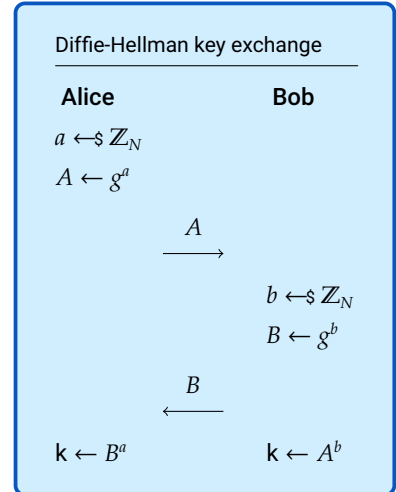 Diffie-Hellman key exchange
Alice Bob
a ←$ ℤ_N
A ← g^a
A
b ←$ ℤ_N
B ← g^b
B
k ← B^a k ← A^b